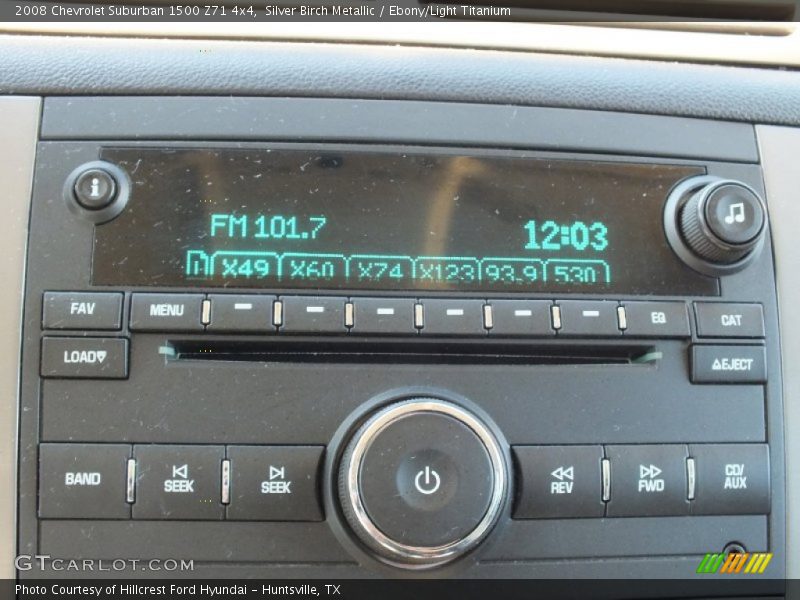 2008 Chevrolet Suburban 1500 Z71 4x4, Silver Birch Metallic / Ebony/Light Titanium
i
FM 101.7
12:03
X49 X60 X74 X123 93.9 530
FAV MENU EQ CAT
LOAD EJECT
BAND SEEK SEEK REV FWD CD/AUX
GTCARLOT.COM
Photo Courtesy of Hillcrest Ford Hyundai - Huntsville, TX